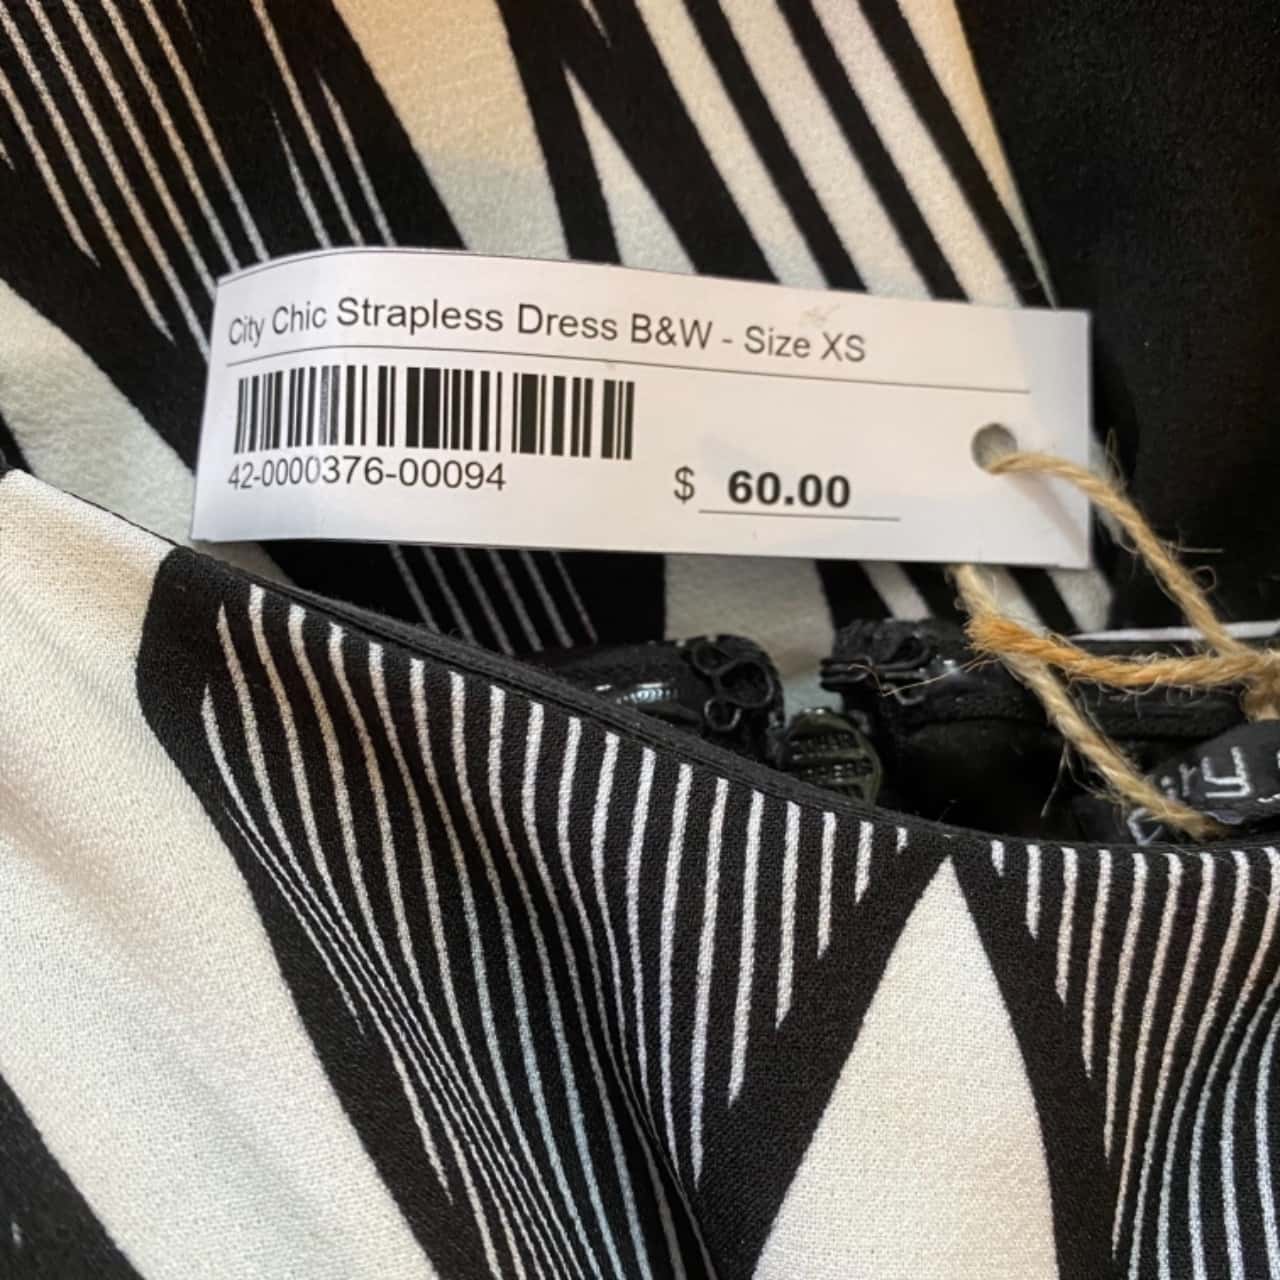 City Chic Strapless Dress B&W - Size XS
42-0000376-00094
$ 60.00